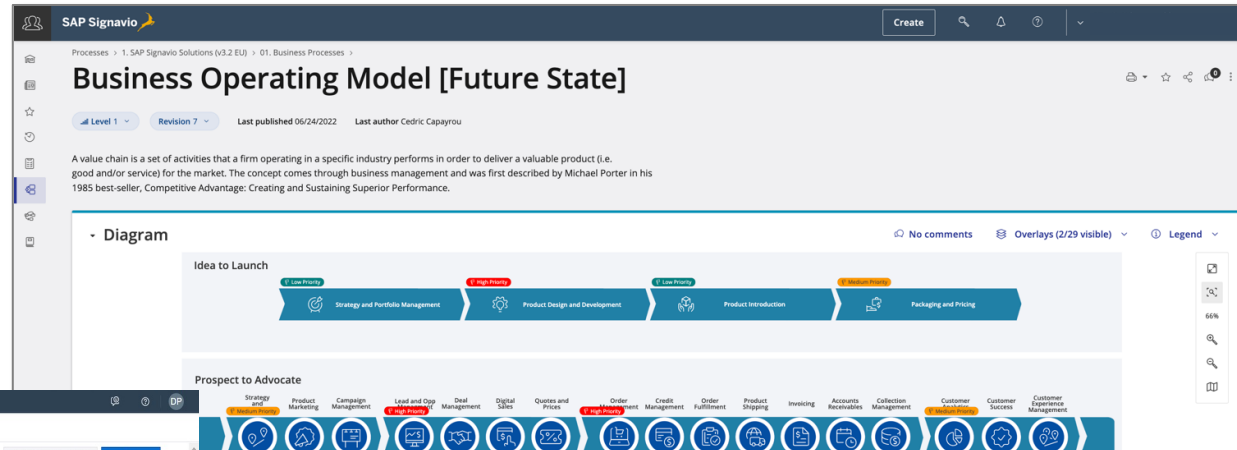 SAP Signavio
Create
Processes > 1. SAP Signavio Solutions (v3.2 EU) > 01. Business Processes >
Business Operating Model [Future State]
0
Level 1
Revision 7
Last published 06/24/2022
Last author Cedric Capayrou
A value chain is a set of activities that a firm operating in a specific industry performs in order to deliver a valuable product (i.e.
good and/or service) for the market. The concept comes through business management and was first described by Michael Porter in his
1985 best-seller, Competitive Advantage: Creating and Sustaining Superior Performance.
Diagram
No comments
Overlays (2/29 visible)
Legend
Idea to Launch
Low Priority
High Priority
Low Priority
Medium Priority
Strategy and Portfolio Management
Product Design and Development
Product Introduction
Packaging and Pricing
66%
Prospect to Advocate
Strategy and
Medium Priority
Product Marketing
Campaign Management
Lead and Opp
High Priority
Deal Management
Digital Sales
Quotes and Prices
Order
High Priority
Credit Management
Order Fulfillment
Product Shipping
Invoicing
Accounts Receivables
Collection Management
Customer
Medium Priority
Customer Success
Customer Experience Management
DP